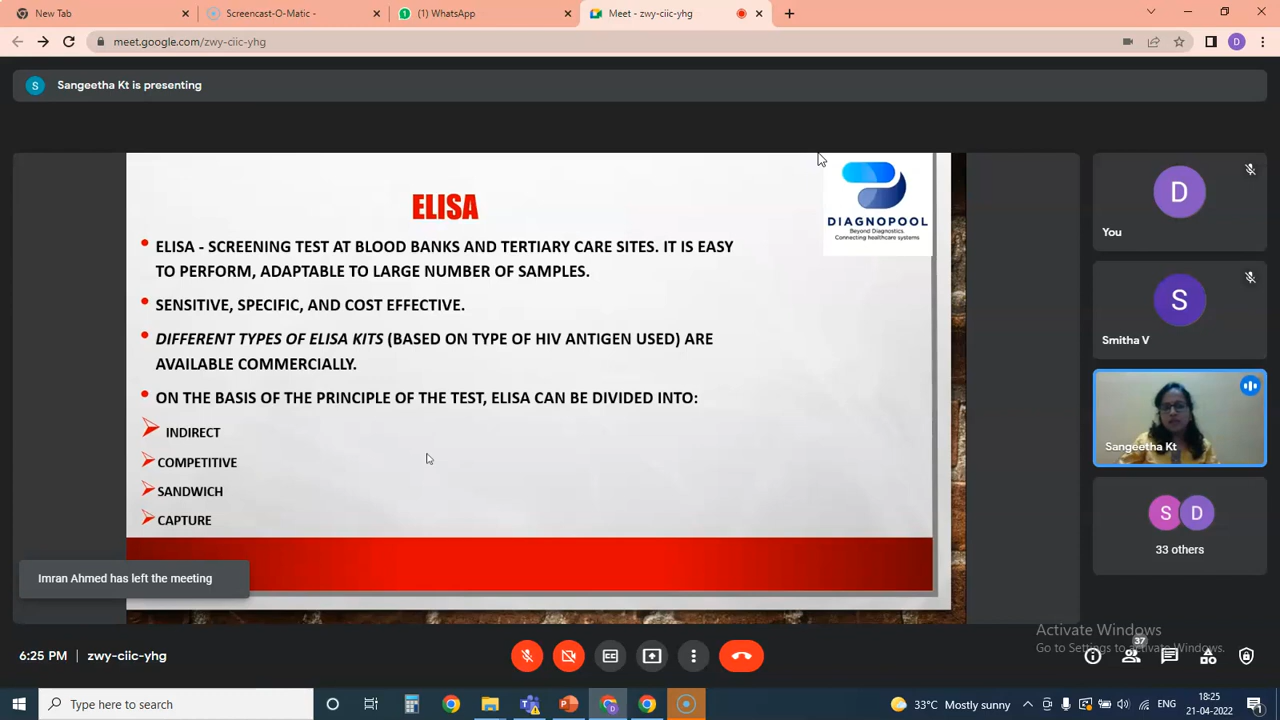 New Tab
Screencast-O-Matic
(1) WhatsApp
Meet - zwy-ciic-yhg
meet.google.com/zwy-ciic-yhg
D
S
Sangeetha Kt is presenting
DIAGNOPOOL
Beyond Diagnostics.
Connecting healthcare systems
ELISA
ELISA - SCREENING TEST AT BLOOD BANKS AND TERTIARY CARE SITES. IT IS EASY
TO PERFORM, ADAPTABLE TO LARGE NUMBER OF SAMPLES.
SENSITIVE, SPECIFIC, AND COST EFFECTIVE.
DIFFERENT TYPES OF ELISA KITS (BASED ON TYPE OF HIV ANTIGEN USED) ARE
AVAILABLE COMMERCIALLY.
ON THE BASIS OF THE PRINCIPLE OF THE TEST, ELISA CAN BE DIVIDED INTO:
INDIRECT
COMPETITIVE
SANDWICH
CAPTURE
D
You
S
Smitha V
Sangeetha Kt
S D
33 others
Imran Ahmed has left the meeting
Activate Windows
Go to Settings to activate Windows.
6:25 PM | zwy-ciic-yhg
37
Type here to search
33°C Mostly sunny
ENG
18:25
21-04-2022